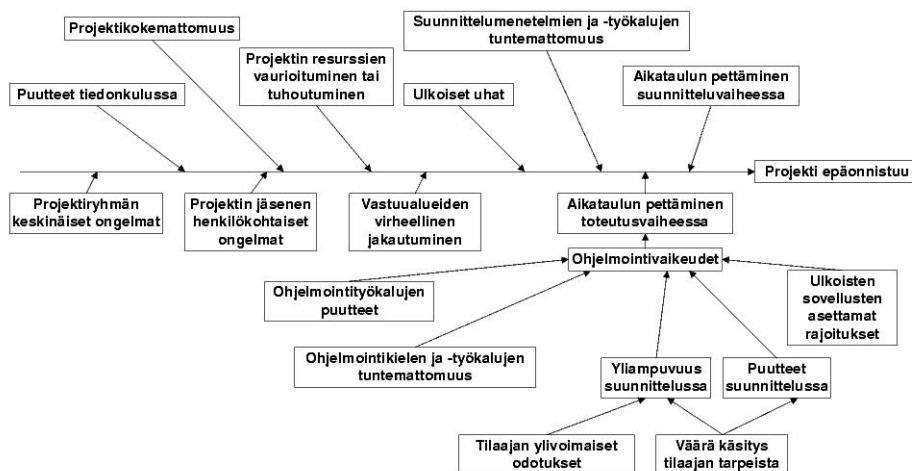 Projektikokemattomuus
Suunnittelumenetelmien ja -työkalujen
tuntemattomuus
Projektin resurssien
vaurioituminen tai
tuhoutuminen
Puutteet tiedonkulussa
Ulkoiset uhat
Aikataulun pettäminen
suunnitteluvaiheessa
Projekti epäonnistuu
Projektiryhmän
keskinäiset ongelmat
Projektin jäsenen
henkilökohtaiset
ongelmat
Vastuualueiden
virheellinen
jakautuminen
Aikataulun pettäminen
toteutusvaiheessa
Ohjelmointivaikeudet
Ohjelmointityökalujen
puutteet
Ulkoisten
sovellusten
asettamat
rajoitukset
Ohjelmointikielen ja -työkalujen
tuntemattomuus
Yliampuvuus
suunnittelussa
Puutteet
suunnittelussa
Tilaajan ylivoimaiset
odotukset
Väärä käsitys
tilaajan tarpeista